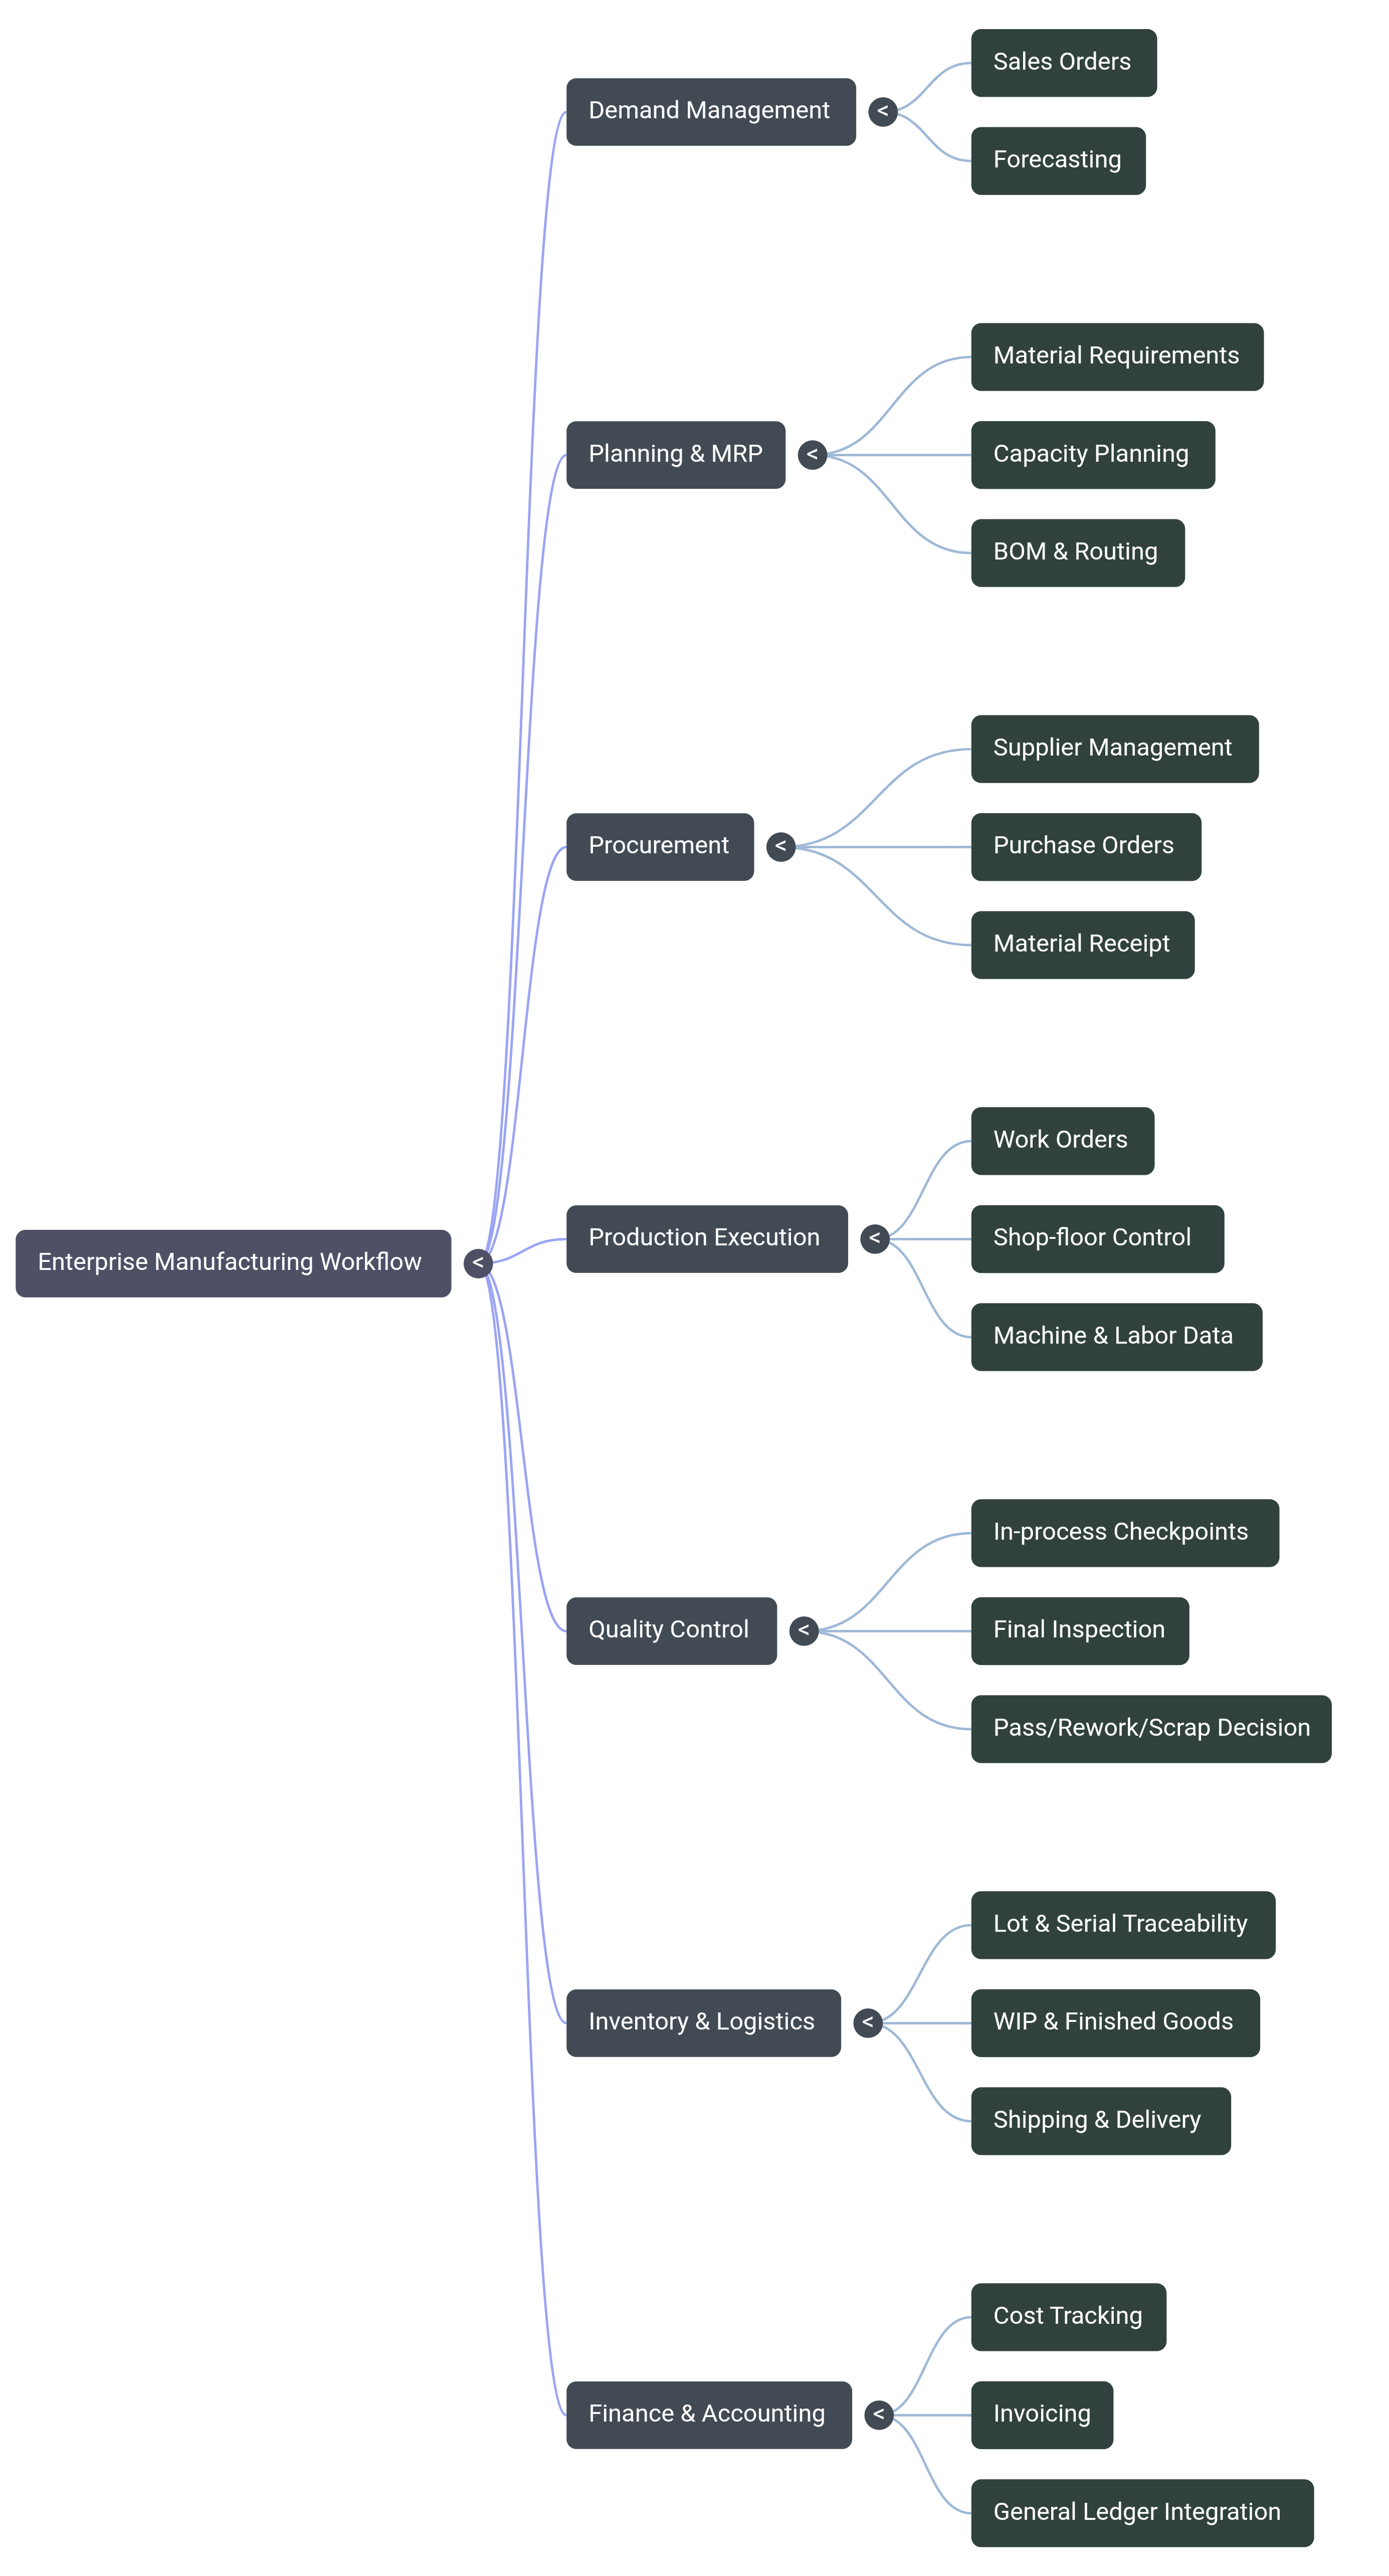 Enterprise Manufacturing Workflow
<
Demand Management
<
Sales Orders
Forecasting
Planning & MRP
<
Material Requirements
Capacity Planning
BOM & Routing
Procurement
<
Supplier Management
Purchase Orders
Material Receipt
Production Execution
<
Work Orders
Shop-floor Control
Machine & Labor Data
Quality Control
<
In-process Checkpoints
Final Inspection
Pass/Rework/Scrap Decision
Inventory & Logistics
<
Lot & Serial Traceability
WIP & Finished Goods
Shipping & Delivery
Finance & Accounting
<
Cost Tracking
Invoicing
General Ledger Integration